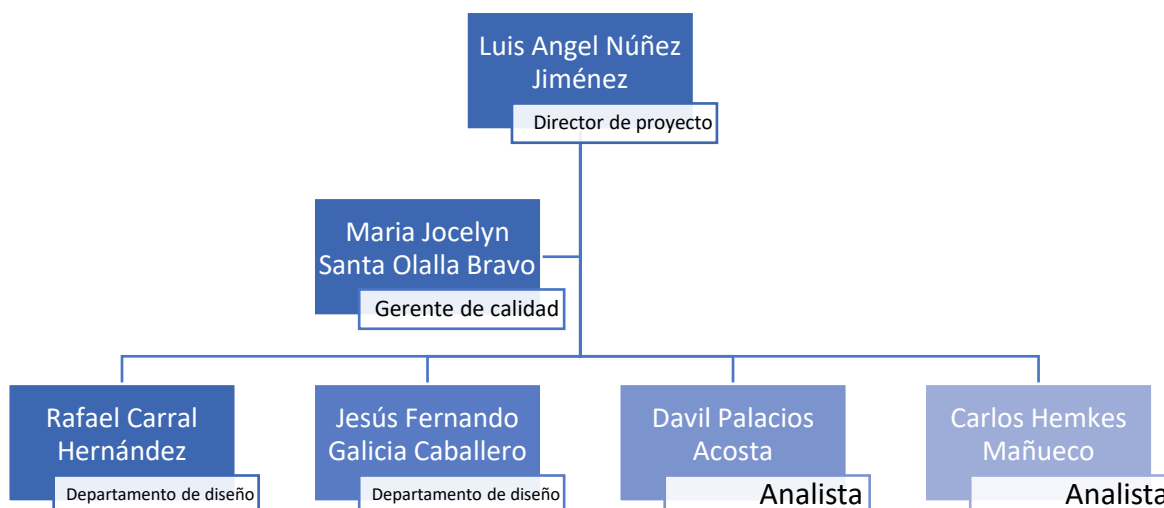 Luis Angel Núñez
Jiménez
Director de proyecto
Maria Jocelyn
Santa Olalla Bravo
Gerente de calidad
Rafael Carral
Hernández
Departamento de diseño
Jesús Fernando
Galicia Caballero
Departamento de diseño
Davil Palacios
Acosta
Analista
Carlos Hemkes
Mañueco
Analista